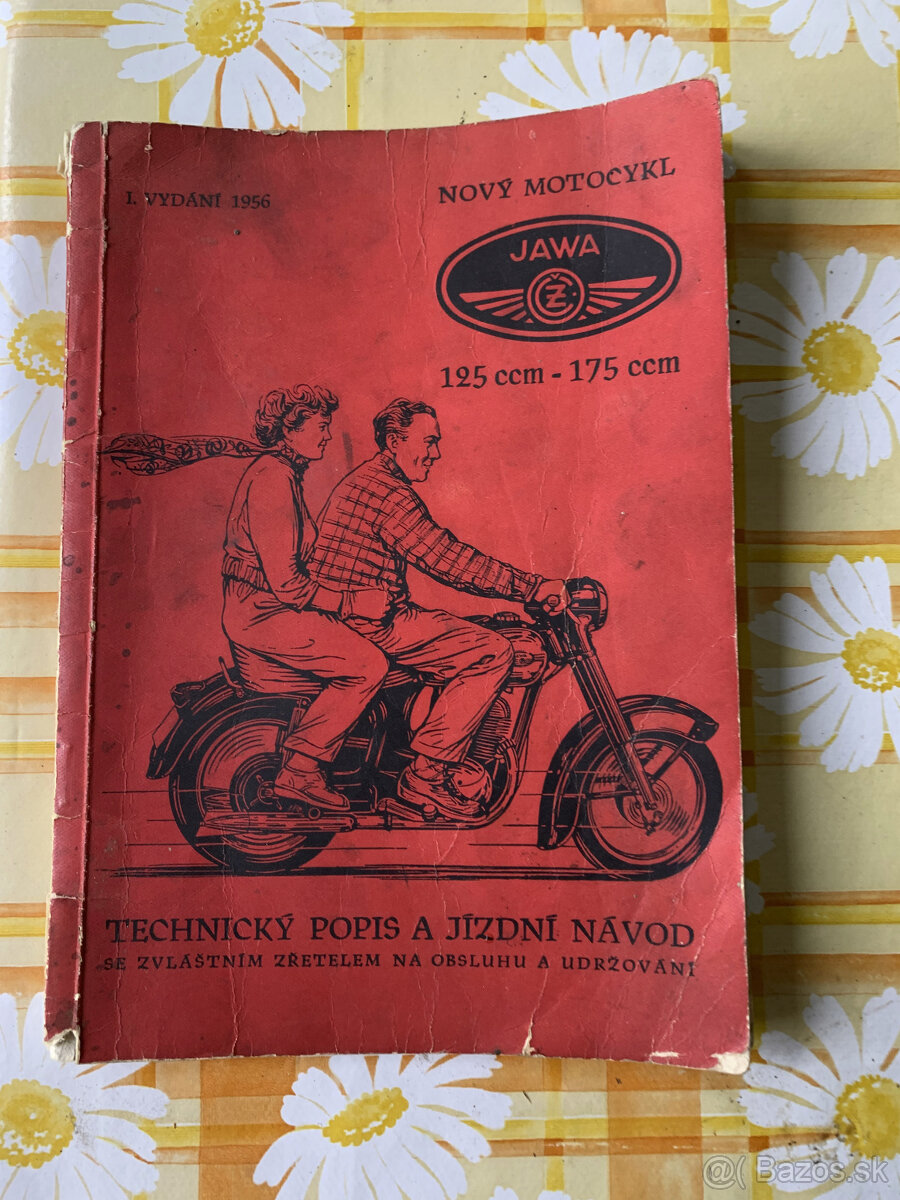 I. VYDÁNÍ 1956
NOVÝ MOTOCYKL
JAWA
ČZ
125 ccm - 175 ccm
TECHNICKÝ POPIS A JÍZDNÍ NÁVOD
SE ZVLÁŠTNÍM ZŘETELEM NA OBSLUHU A UDRŽOVÁNÍ
@( Bazos.sk